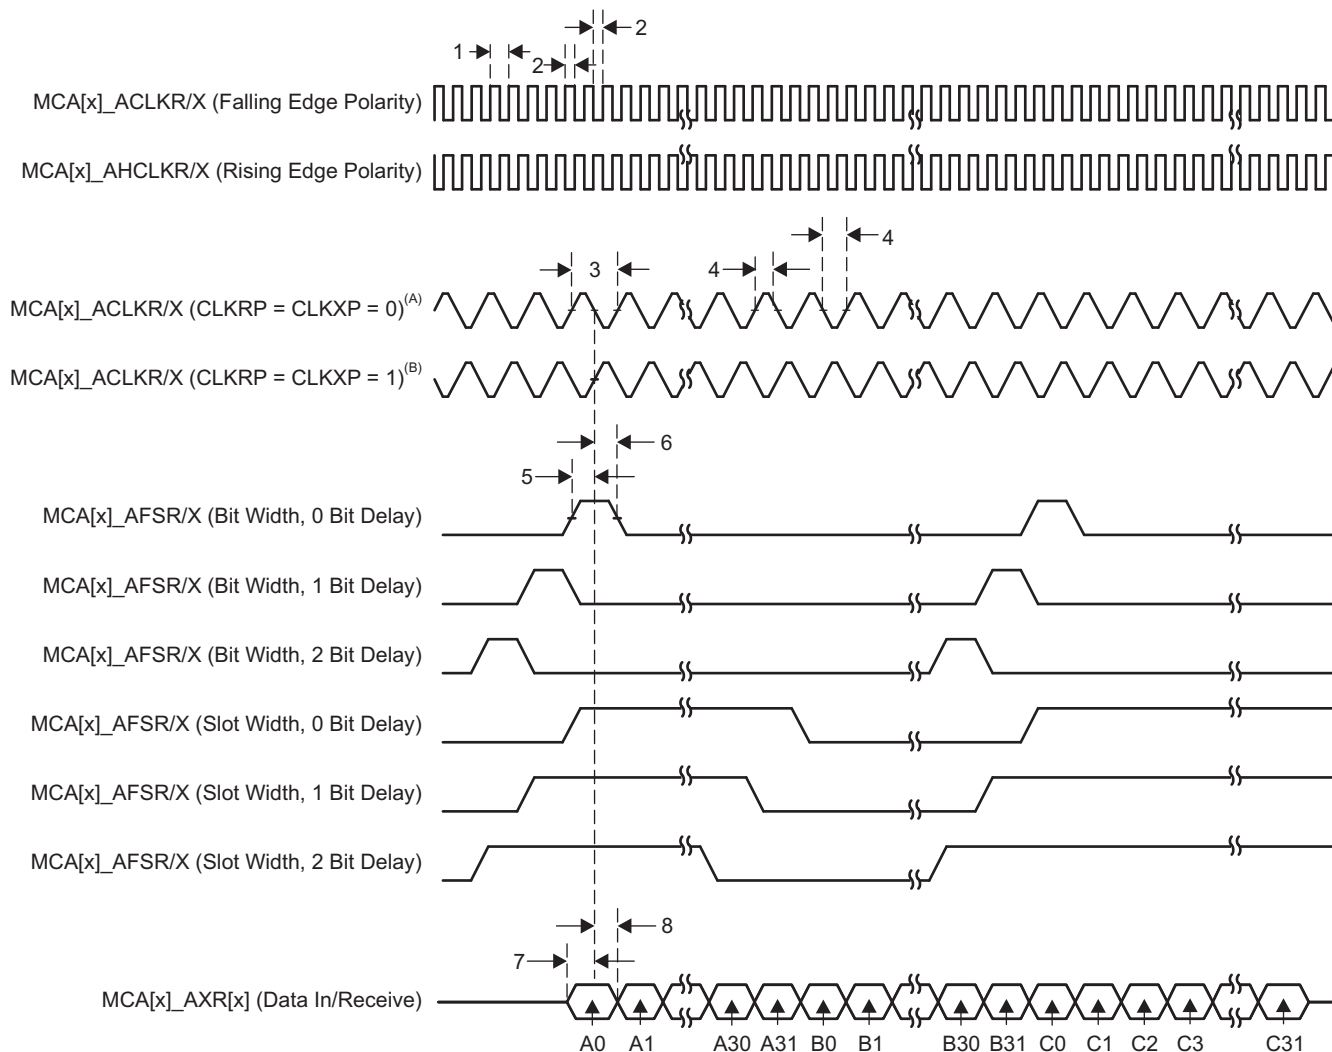 2
1
2
MCA[x]_ACLKR/X (Falling Edge Polarity)
MCA[x]_AHCLKR/X (Rising Edge Polarity)
4
3
4
MCA[x]_ACLKR/X (CLKRP = CLKXP = 0)(A)
MCA[x]_ACLKR/X (CLKRP = CLKXP = 1)(B)
6
5
MCA[x]_AFSR/X (Bit Width, 0 Bit Delay)
MCA[x]_AFSR/X (Bit Width, 1 Bit Delay)
MCA[x]_AFSR/X (Bit Width, 2 Bit Delay)
MCA[x]_AFSR/X (Slot Width, 0 Bit Delay)
MCA[x]_AFSR/X (Slot Width, 1 Bit Delay)
MCA[x]_AFSR/X (Slot Width, 2 Bit Delay)
8
7
MCA[x]_AXR[x] (Data In/Receive)
A0 A1 A30 A31 B0 B1 B30 B31 C0 C1 C2 C3 C31